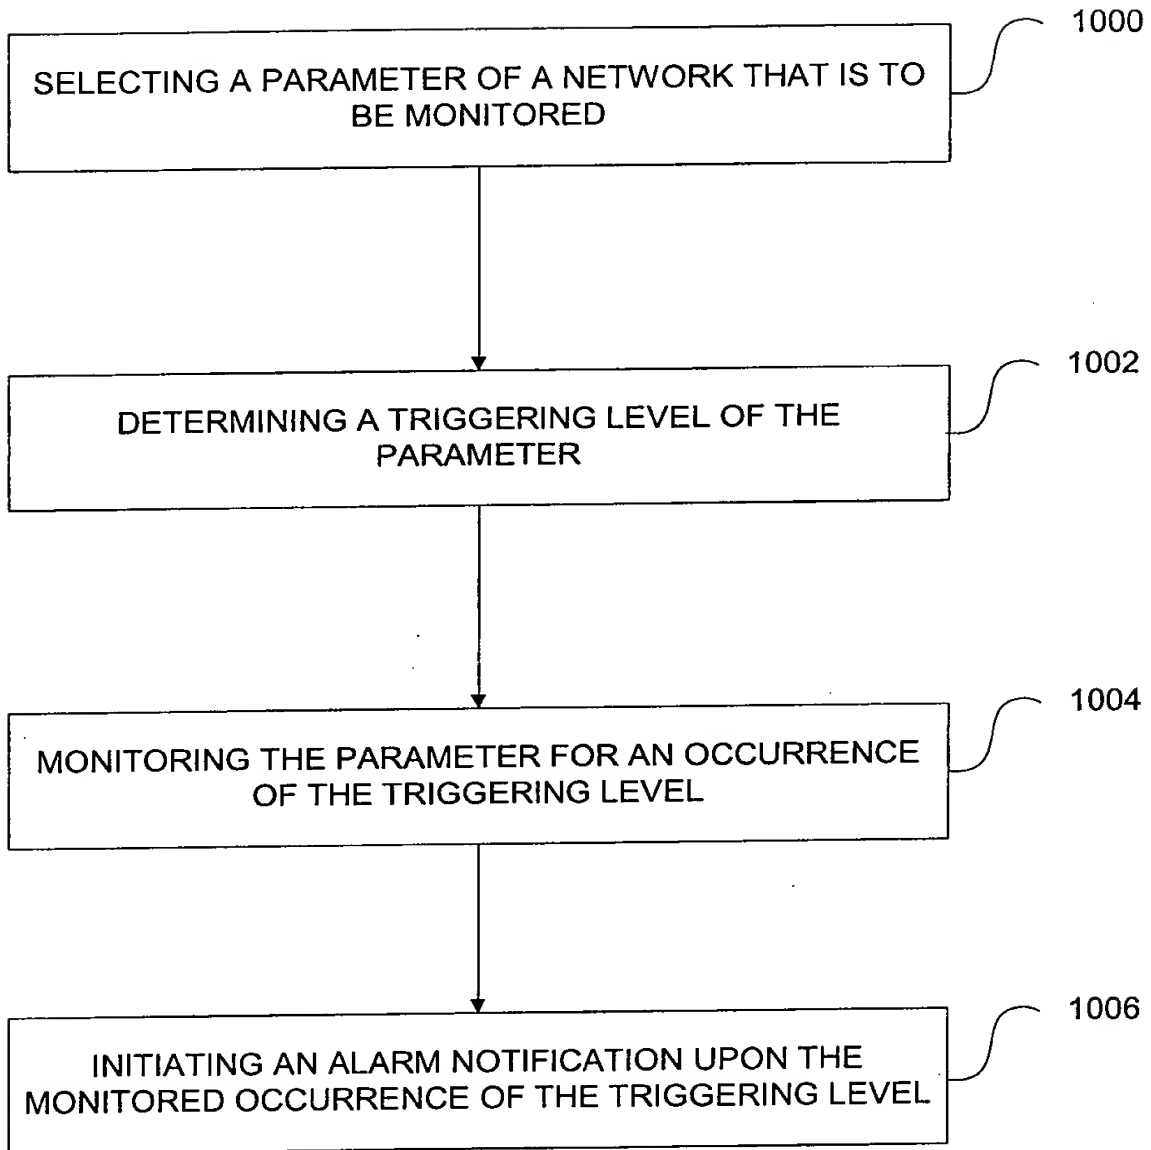 1000
SELECTING A PARAMETER OF A NETWORK THAT IS TO
BE MONITORED
1002
DETERMINING A TRIGGERING LEVEL OF THE
PARAMETER
1004
MONITORING THE PARAMETER FOR AN OCCURRENCE
OF THE TRIGGERING LEVEL
1006
INITIATING AN ALARM NOTIFICATION UPON THE
MONITORED OCCURRENCE OF THE TRIGGERING LEVEL